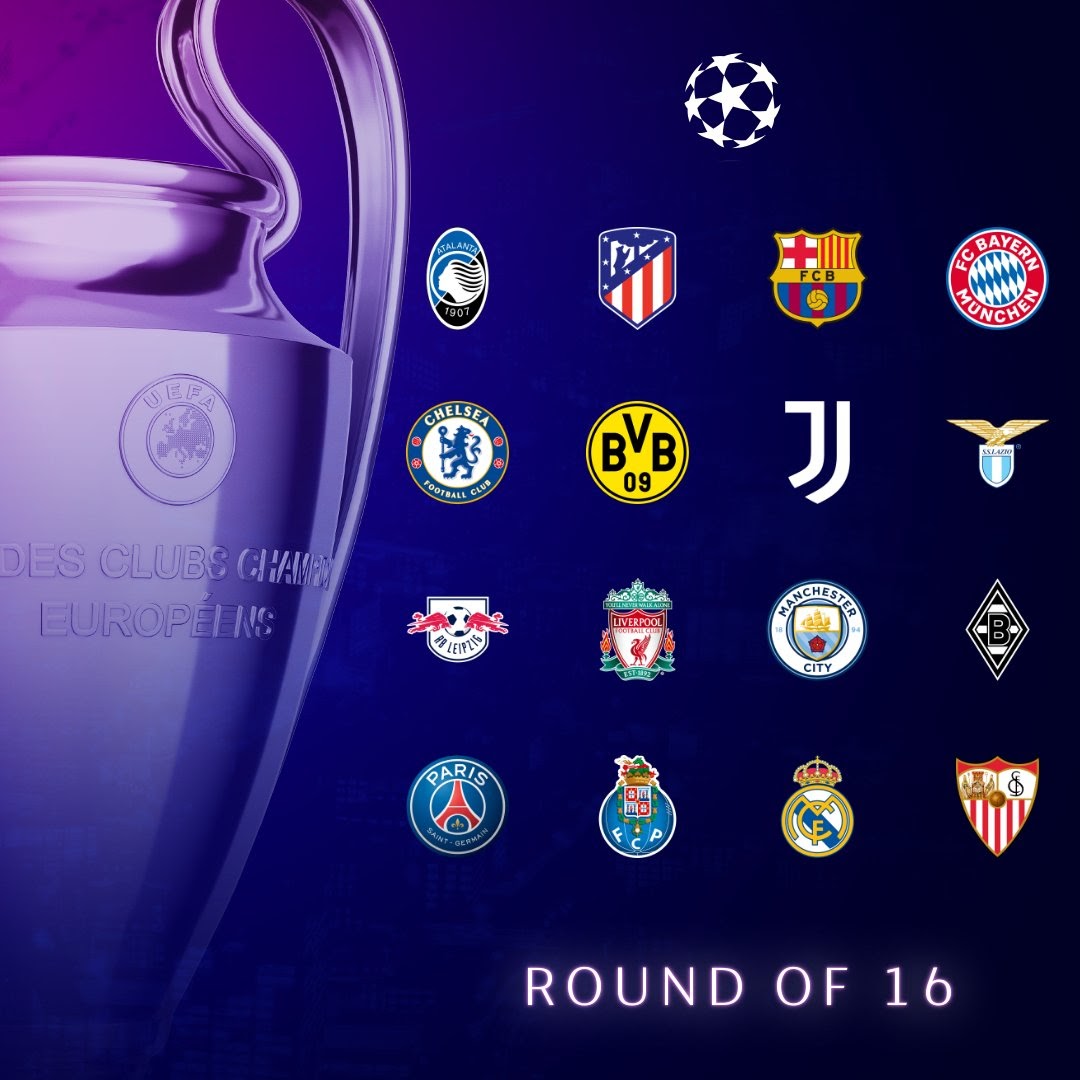 UEFA
DES CLUBS CHAMPI
EUROPÉENS
ATALANTA
1907
FCB
FC BAYERN
MÜNCHEN
CHELSEA
FOOTBALL CLUB
BVB
09
S.S.LAZIO
RB LEIPZIG
YOU'LL NEVER WALK ALONE
LIVERPOOL
FOOTBALL CLUB
EST·1892
MANCHESTER
18 94
CITY
B
PARIS
SAINT-GERMAIN
FCP
ROUND OF 16